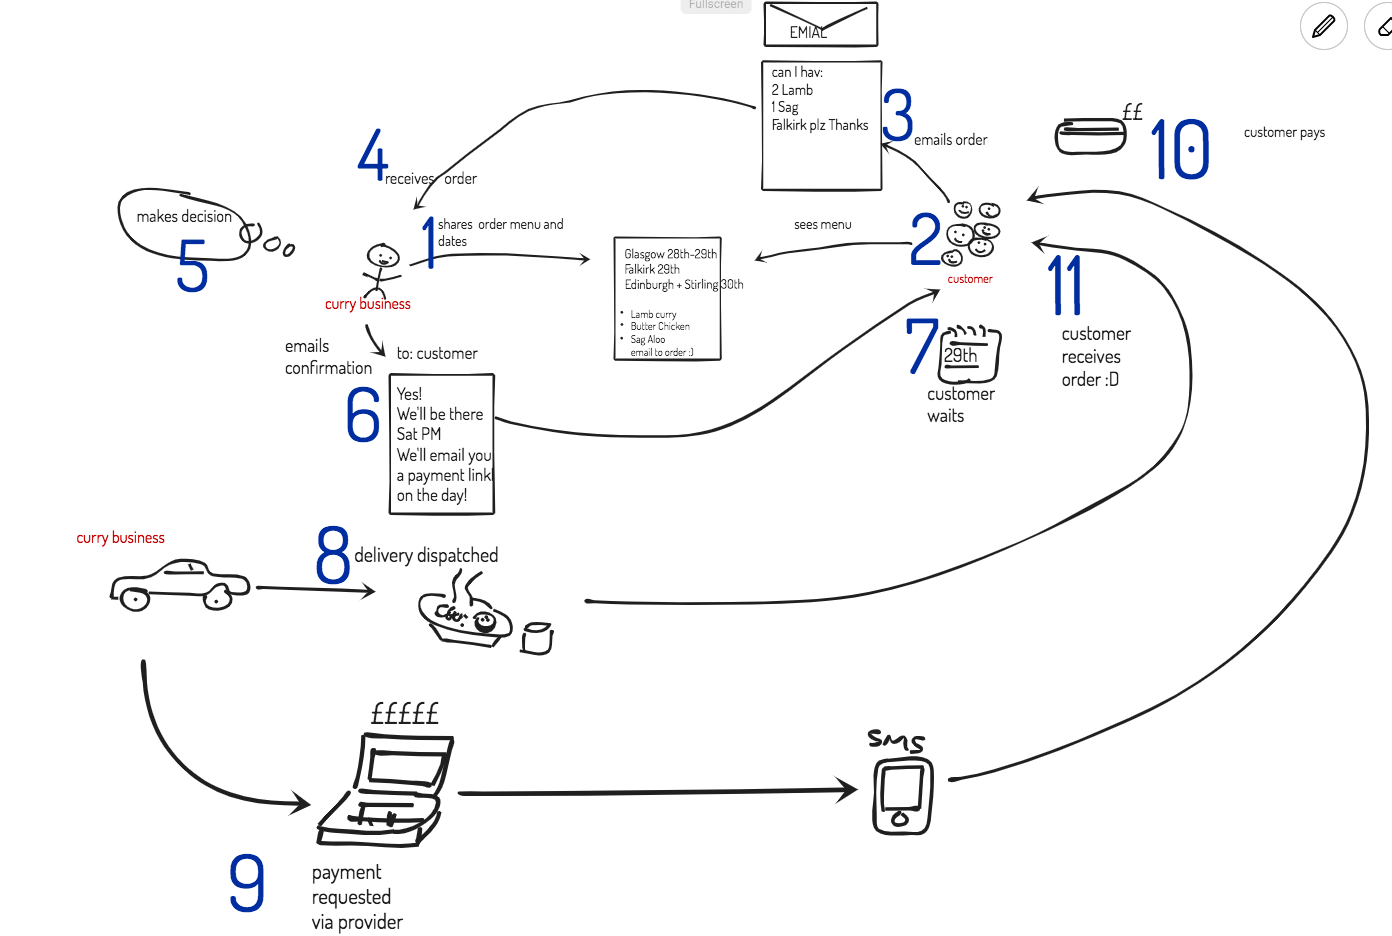 Fullscreen
EMIAL
can I hav:
2 Lamb
1 Sag
Falkirk plz Thanks
3
emails order
££
10
customer pays
4
receives order
makes decision
5
1
shares order menu and
dates
curry business
Glasgow 28th-29th
Falkirk 29th
Edinburgh + Stirling 30th
• Lamb curry
• Butter Chicken
• Sag Aloo
email to order :)
sees menu
2
customer
11
customer
receives
order :D
7
29th
customer
waits
emails
confirmation
6
to: customer
Yes!
We'll be there
Sat PM
We'll email you
a payment link
on the day!
curry business
8
delivery dispatched
£££££
SMS
9
payment
requested
via provider